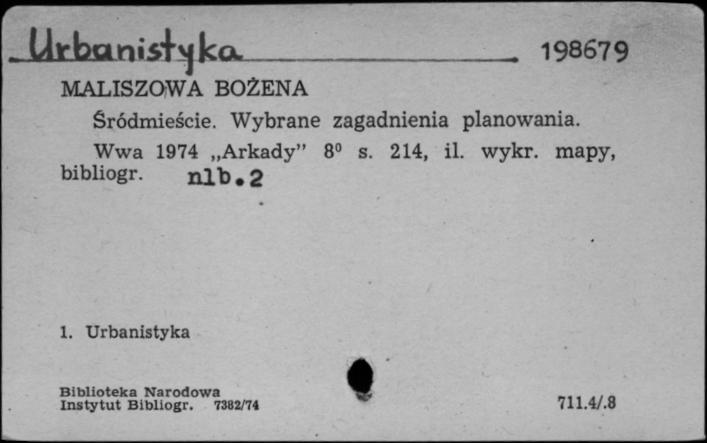 Urbanistyka 198679
MALISZOWA BOŻENA
Śródmieście. Wybrane zagadnienia planowania.
Wwa 1974 „Arkady” 8⁰ s. 214, il. wykr. mapy,
bibliogr. nlb.2
1. Urbanistyka
Biblioteka Narodowa
Instytut Bibliogr. 7382/74 711.4/.8